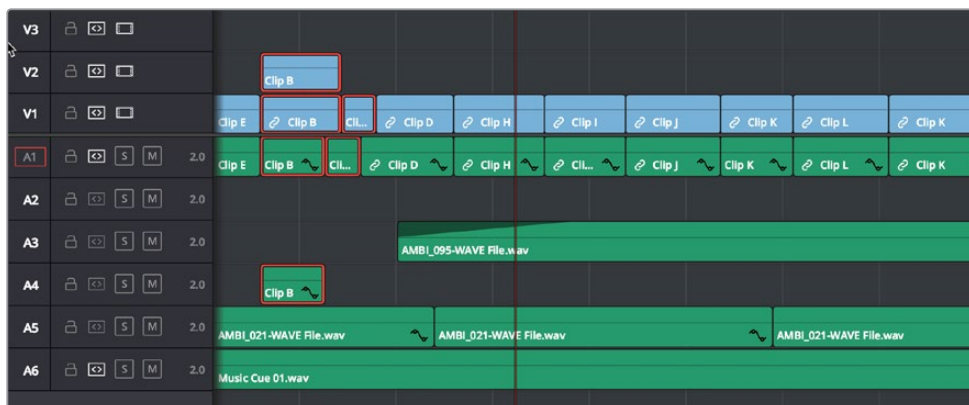 V3
V2
Clip B
V1
Clip E Clip B Cli... Clip D Clip H Clip I Clip J Clip K Clip L Clip K
A1 S M 2.0
Clip E Clip B Cli... Clip D Clip H Cli... Clip J Clip K Clip L Clip K
A2 S M 2.0
A3 S M 2.0
AMBI_095-WAVE File.wav
A4 S M 2.0
Clip B
A5 S M 2.0
AMBI_021-WAVE File.wav AMBI_021-WAVE File.wav AMBI_021-WAVE File.wav
A6 S M 2.0
Music Cue 01.wav